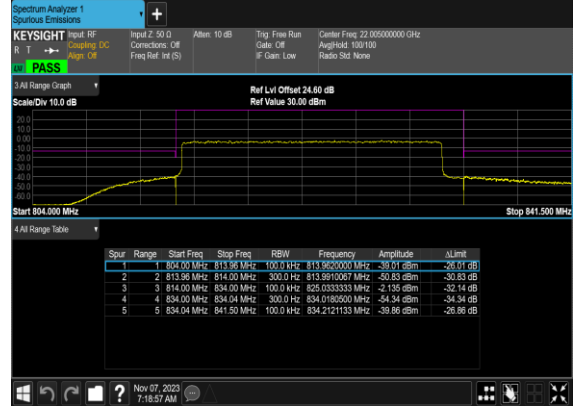 Spectrum Analyzer 1
Spurious Emissions
+
KEYSIGHT Input: RF
R T Coupling: DC
Align: Off
Input Z: 50 Ω
Corrections: Off
Freq Ref: Int (S)
Atten: 10 dB
Trig: Free Run
Gate: Off
IF Gain: Low
Center Freq: 22.005000000 GHz
Avg|Hold: 100/100
Radio Std: None
PASS
3 All Range Graph
Scale/Div 10.0 dB
Ref Lvl Offset 24.60 dB
Ref Value 30.00 dBm
20.0
10.0
0.00
-10.0
-20.0
-30.0
-40.0
-50.0
-60.0
Start 804.000 MHz Stop 841.500 MHz
4 All Range Table
Spur Range Start Freq Stop Freq RBW Frequency Amplitude ΔLimit
1 1 804.00 MHz 813.96 MHz 100.0 kHz 813.9620000 MHz -39.01 dBm -26.01 dB
2 2 813.96 MHz 814.00 MHz 300.0 Hz 813.9910067 MHz -50.83 dBm -30.83 dB
3 3 814.00 MHz 834.00 MHz 100.0 kHz 825.0333333 MHz -2.135 dBm -32.14 dB
4 4 834.00 MHz 834.04 MHz 300.0 Hz 834.0180500 MHz -54.34 dBm -34.34 dB
5 5 834.04 MHz 841.50 MHz 100.0 kHz 834.2121133 MHz -39.86 dBm -26.86 dB
?
Nov 07, 2023
7:18:57 AM